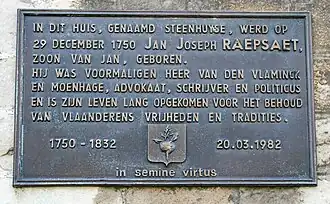 IN DIT HUIS, GENAAMD STEENHUYSE, WERD OP
29 DECEMBER 1750 JAN JOSEPH RAEPSAET,
ZOON VAN JAN, GEBOREN.
HIJ WAS VOORMALIGEN HEER VAN DEN VLAMINCK
EN MOENHAGE, ADVOKAAT, SCHRIJVER EN POLITICUS
EN IS ZIJN LEVEN LANG OPGEKOMEN VOOR HET BEHOUD
VAN VLAANDERENS VRIJHEDEN EN TRADITIES.
1750 - 1832 20.03.1982
in semine virtus